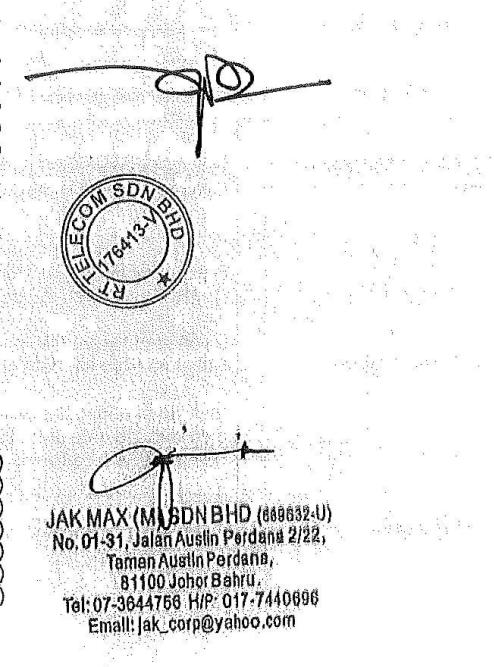 RT TELECOM SDN BHD
176413-V
JAK MAX (M) SDN BHD (669632-U)
No. 01-31, Jalan Austin Perdana 2/22,
Taman Austin Perdana,
81100 Johor Bahru.
Tel: 07-3644756 H/P: 017-7440696
Email: jak_corp@yahoo.com